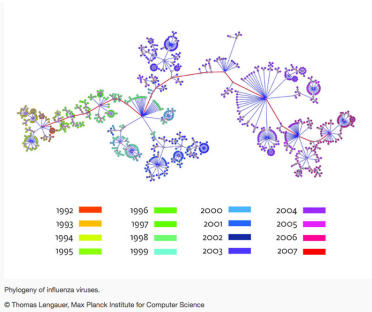 1992 1996 2000 2004
1993 1997 2001 2005
1994 1998 2002 2006
1995 1999 2003 2007
Phylogeny of influenza viruses.
© Thomas Lengauer, Max Planck Institute for Computer Science